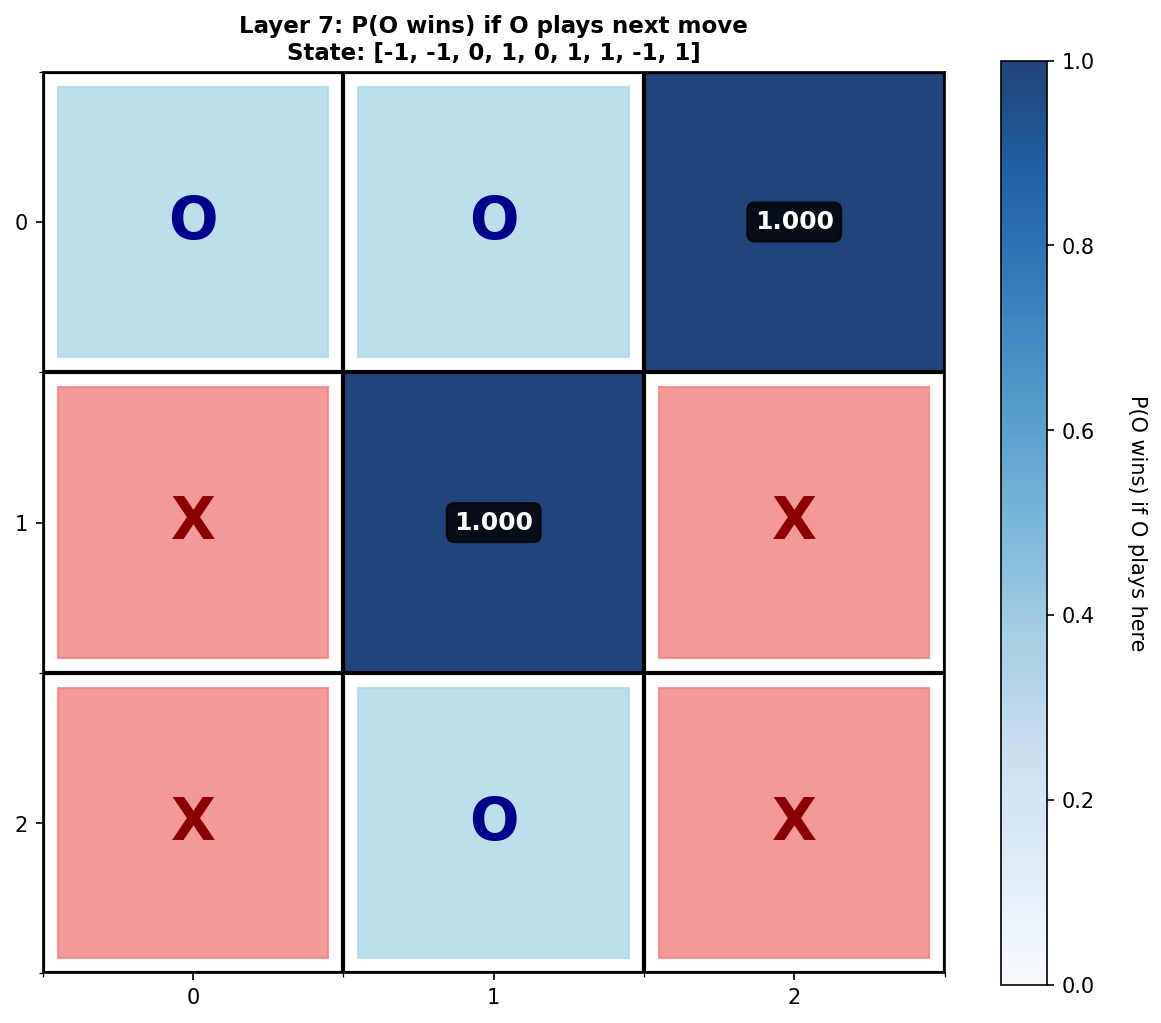 Layer 7: P(O wins) if O plays next move
State: [-1, -1, 0, 1, 0, 1, 1, -1, 1]
1.0
0.8
0.6
0.4
0.2
0.0
P(O wins) if O plays here
0
O
O
1.000
1
X
1.000
X
2
X
O
X
0
1
2